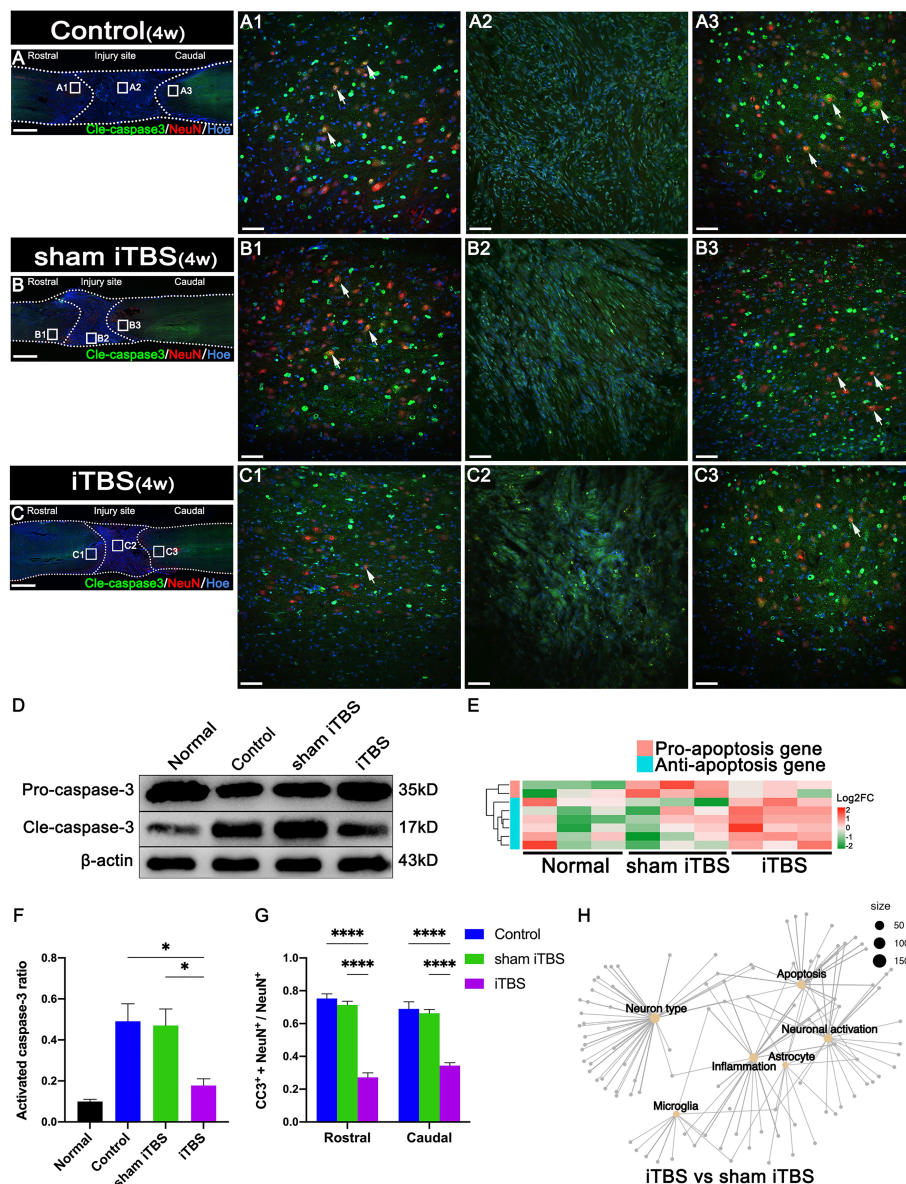 Control(4w)
Rostral Injury site Caudal
A
A1 A2 A3
Cle-caspase3/NeuN/Hoe
A1 A2 A3
sham iTBS(4w)
Rostral Injury site Caudal
B
B1 B2 B3
Cle-caspase3/NeuN/Hoe
B1 B2 B3
iTBS(4w)
Rostral Injury site Caudal
C
C1 C2 C3
Cle-caspase3/NeuN/Hoe
C1 C2 C3
D
Normal Control sham iTBS iTBS
Pro-caspase-3 35kD
Cle-caspase-3 17kD
β-actin 43kD
E
Pro-apoptosis gene
Anti-apoptosis gene
Log2FC
2
1
0
-1
-2
Normal sham iTBS iTBS
F
Activated caspase-3 ratio
0.8
0.6
0.4
0.2
0.0
*
*
Normal Control sham iTBS iTBS
G
CC3⁺ + NeuN⁺ / NeuN⁺
1.0
0.8
0.6
0.4
0.2
0.0
**** ****
**** ****
Rostral Caudal
Control
sham iTBS
iTBS
H
size
50
100
150
Apoptosis
Neuron type
Neuronal activation
Astrocyte
Inflammation
Microglia
iTBS vs sham iTBS